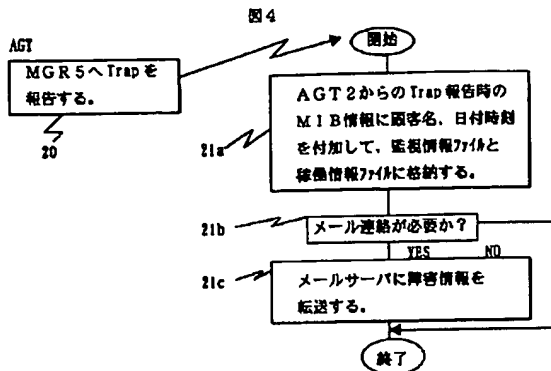 図4
AGT
MGR5へTrapを
報告する。
20
開始
AGT2からのTrap報告時の
MIB情報に顧客名、日付時刻
を付加して、監視情報ファイルと
稼働情報ファイルに格納する。
21a
メール連絡が必要か?
21b
YES NO
メールサーバに障害情報を
転送する。
21c
終了